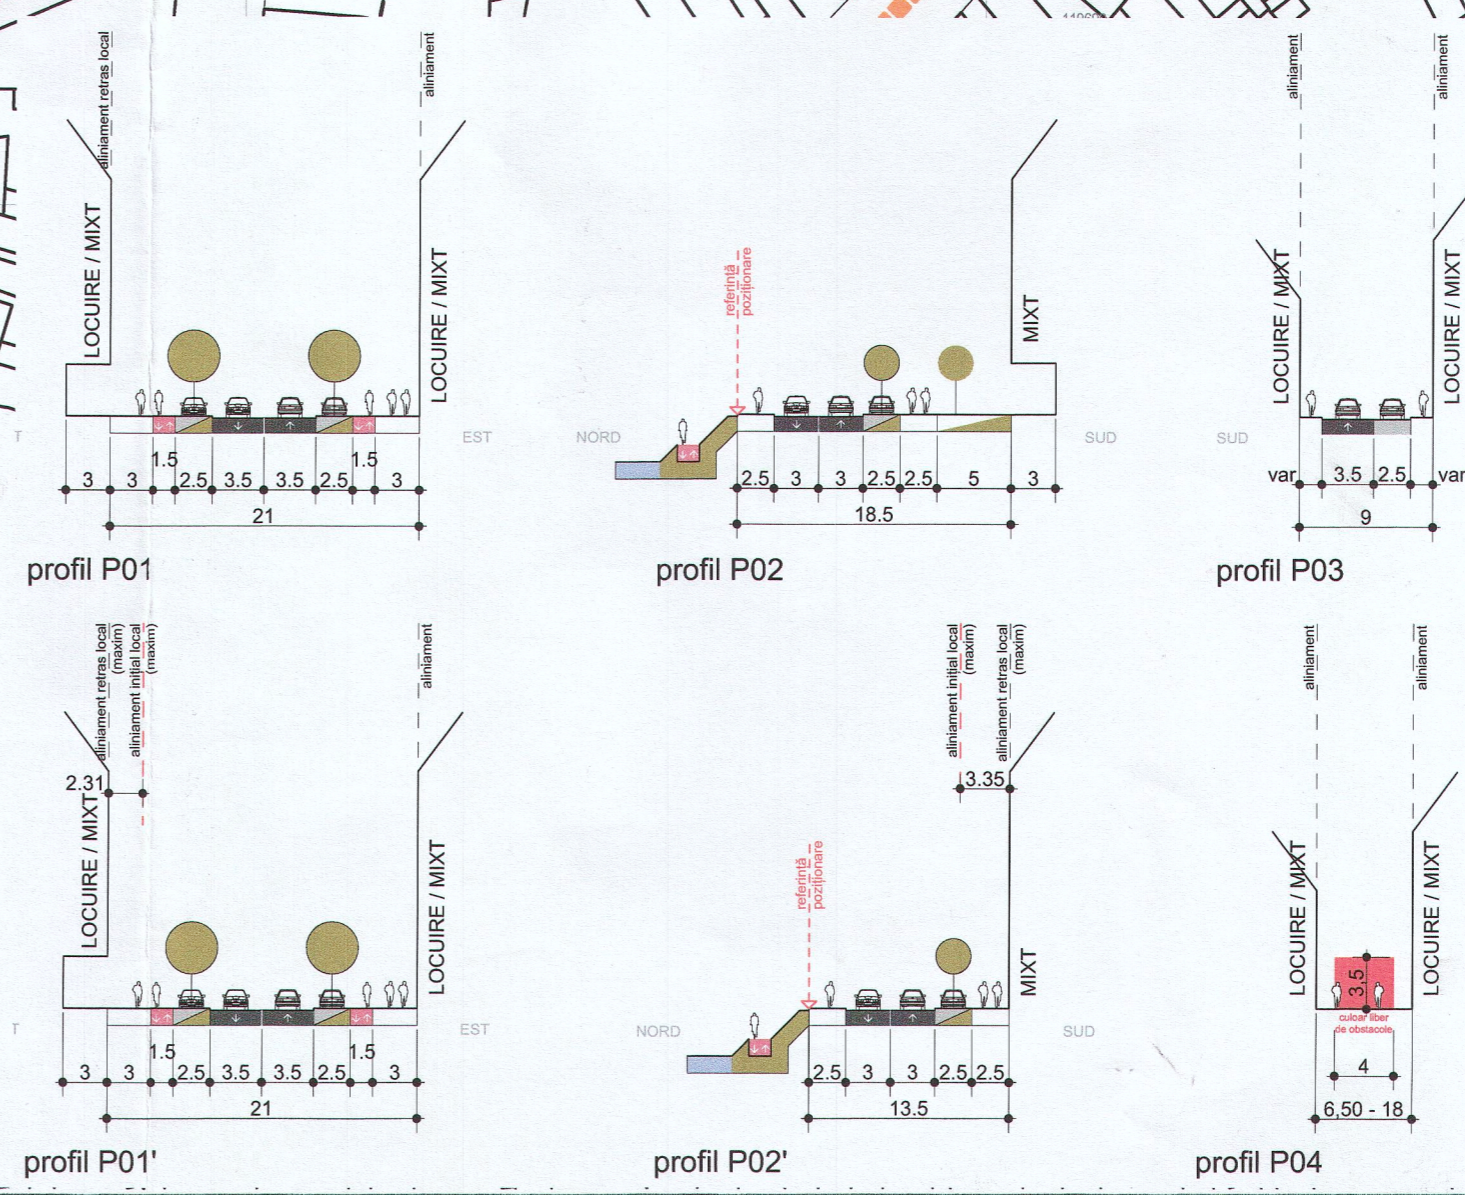 aliniament retras local
aliniament
LOCUIRE / MIXT
LOCUIRE / MIXT
EST
1.5
1.5
3
3
2.5
3.5
3.5
2.5
3
21
profil P01
referință
poziționare
MIXT
NORD
SUD
2.5
3
3
2.5
2.5
5
3
18.5
profil P02
aliniament
aliniament
LOCUIRE / MIXT
LOCUIRE / MIXT
SUD
var
3.5
2.5
var
9
profil P03
aliniament retras local
(maxim)
aliniament inițial local
(maxim)
aliniament
2.31
LOCUIRE / MIXT
LOCUIRE / MIXT
EST
1.5
1.5
3
3
2.5
3.5
3.5
2.5
3
21
profil P01'
aliniament inițial local
(maxim)
aliniament retras local
(maxim)
3.35
referință
poziționare
MIXT
NORD
SUD
2.5
3
3
2.5
2.5
13.5
profil P02'
aliniament
aliniament
LOCUIRE / MIXT
LOCUIRE / MIXT
3,5
culoar liber
de obstacole
4
6,50 - 18
profil P04